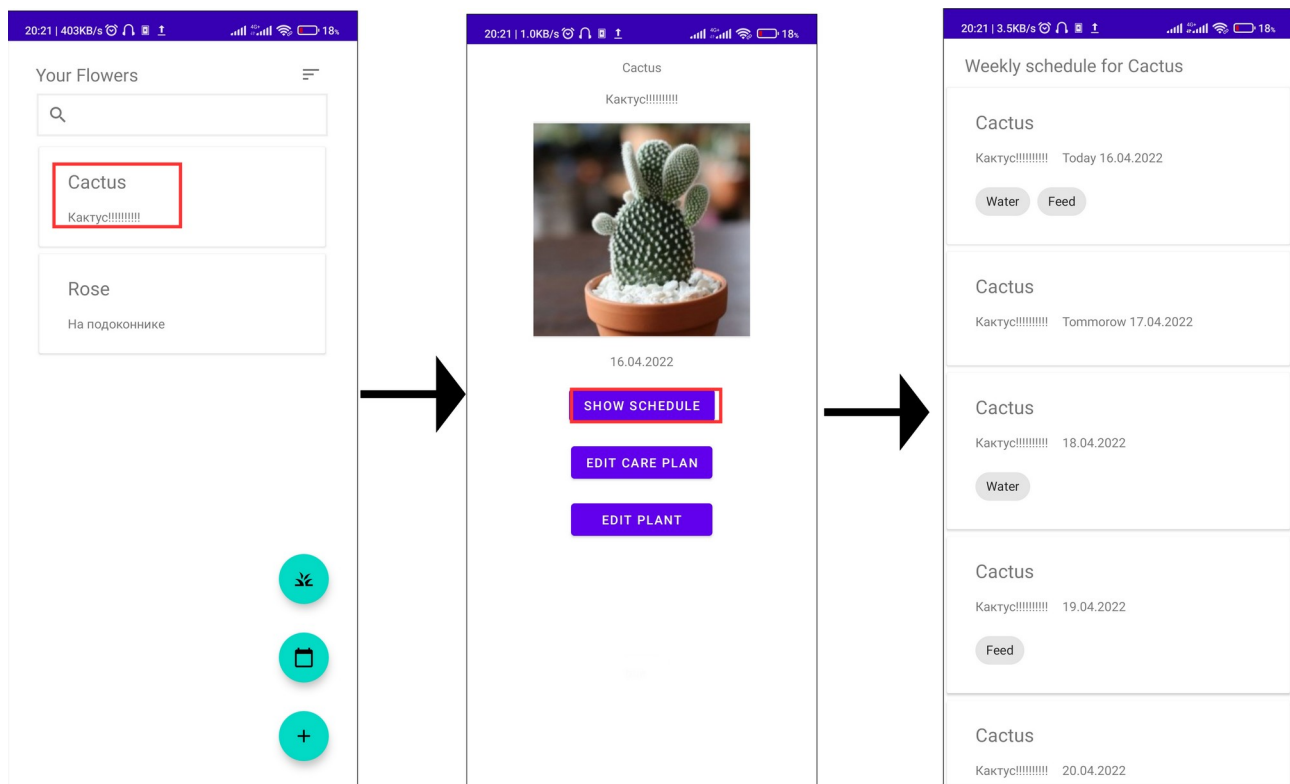 20:21 | 403KB/s 4G+ 18%
Your Flowers
Cactus
Кактус!!!!!!!!!!
Rose
На подоконнике
20:21 | 1.0KB/s 4G+ 18%
Cactus
Кактус!!!!!!!!!!
16.04.2022
SHOW SCHEDULE
EDIT CARE PLAN
EDIT PLANT
20:21 | 3.5KB/s 4G+ 18%
Weekly schedule for Cactus
Cactus
Кактус!!!!!!!!!! Today 16.04.2022
Water Feed
Cactus
Кактус!!!!!!!!!! Tommorow 17.04.2022
Cactus
Кактус!!!!!!!!!! 18.04.2022
Water
Cactus
Кактус!!!!!!!!!! 19.04.2022
Feed
Cactus
Кактус!!!!!!!!!! 20.04.2022